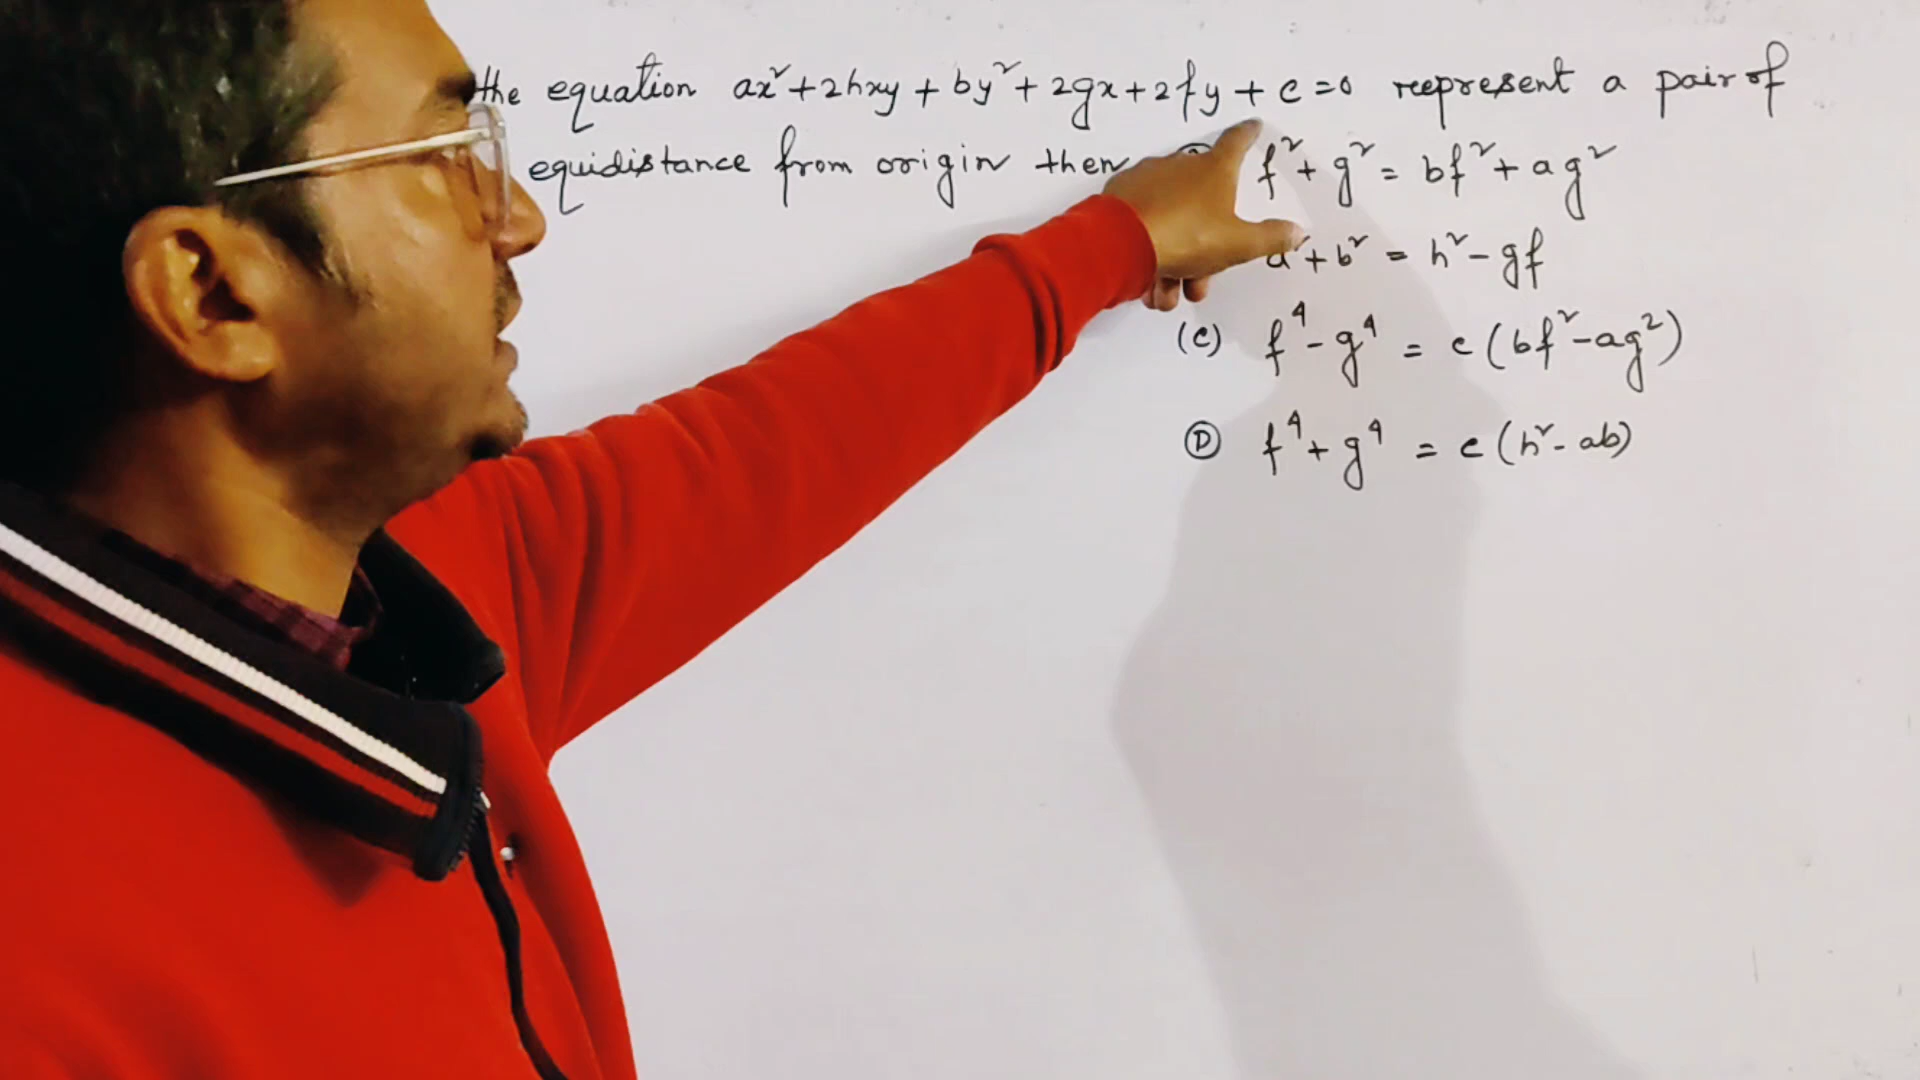 the equation ax²+2hxy+by²+2gx+2fy+c=0 represent a pair of
equidistance from origin then f²+g²=bf²+ag²
a²+b²=h²-gf
(c) f⁴-g⁴=c(bf²-ag²)
(D) f⁴+g⁴=c(h²-ab)